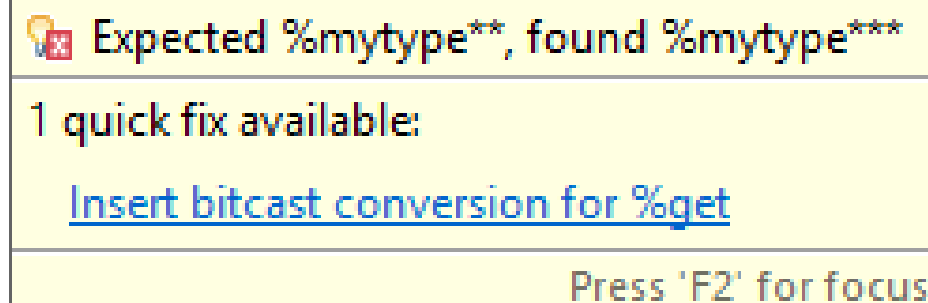 Expected %mytype**, found %mytype***
1 quick fix available:
Insert bitcast conversion for %get
Press 'F2' for focus